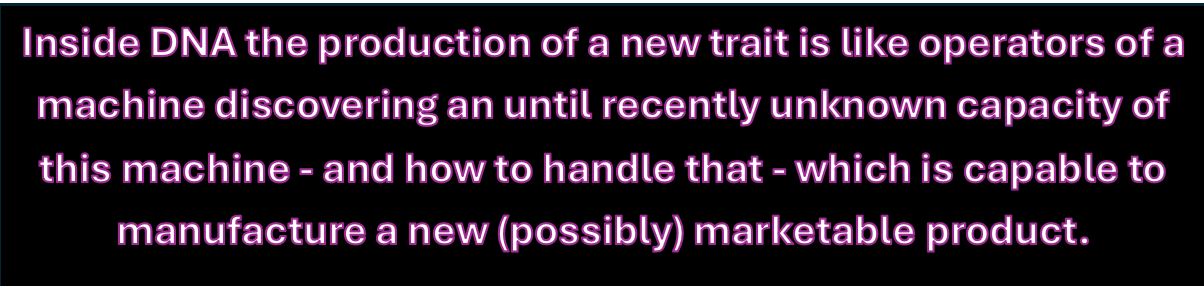 Inside DNA the production of a new trait is like operators of a
machine discovering an until recently unknown capacity of
this machine - and how to handle that - which is capable to
manufacture a new (possibly) marketable product.